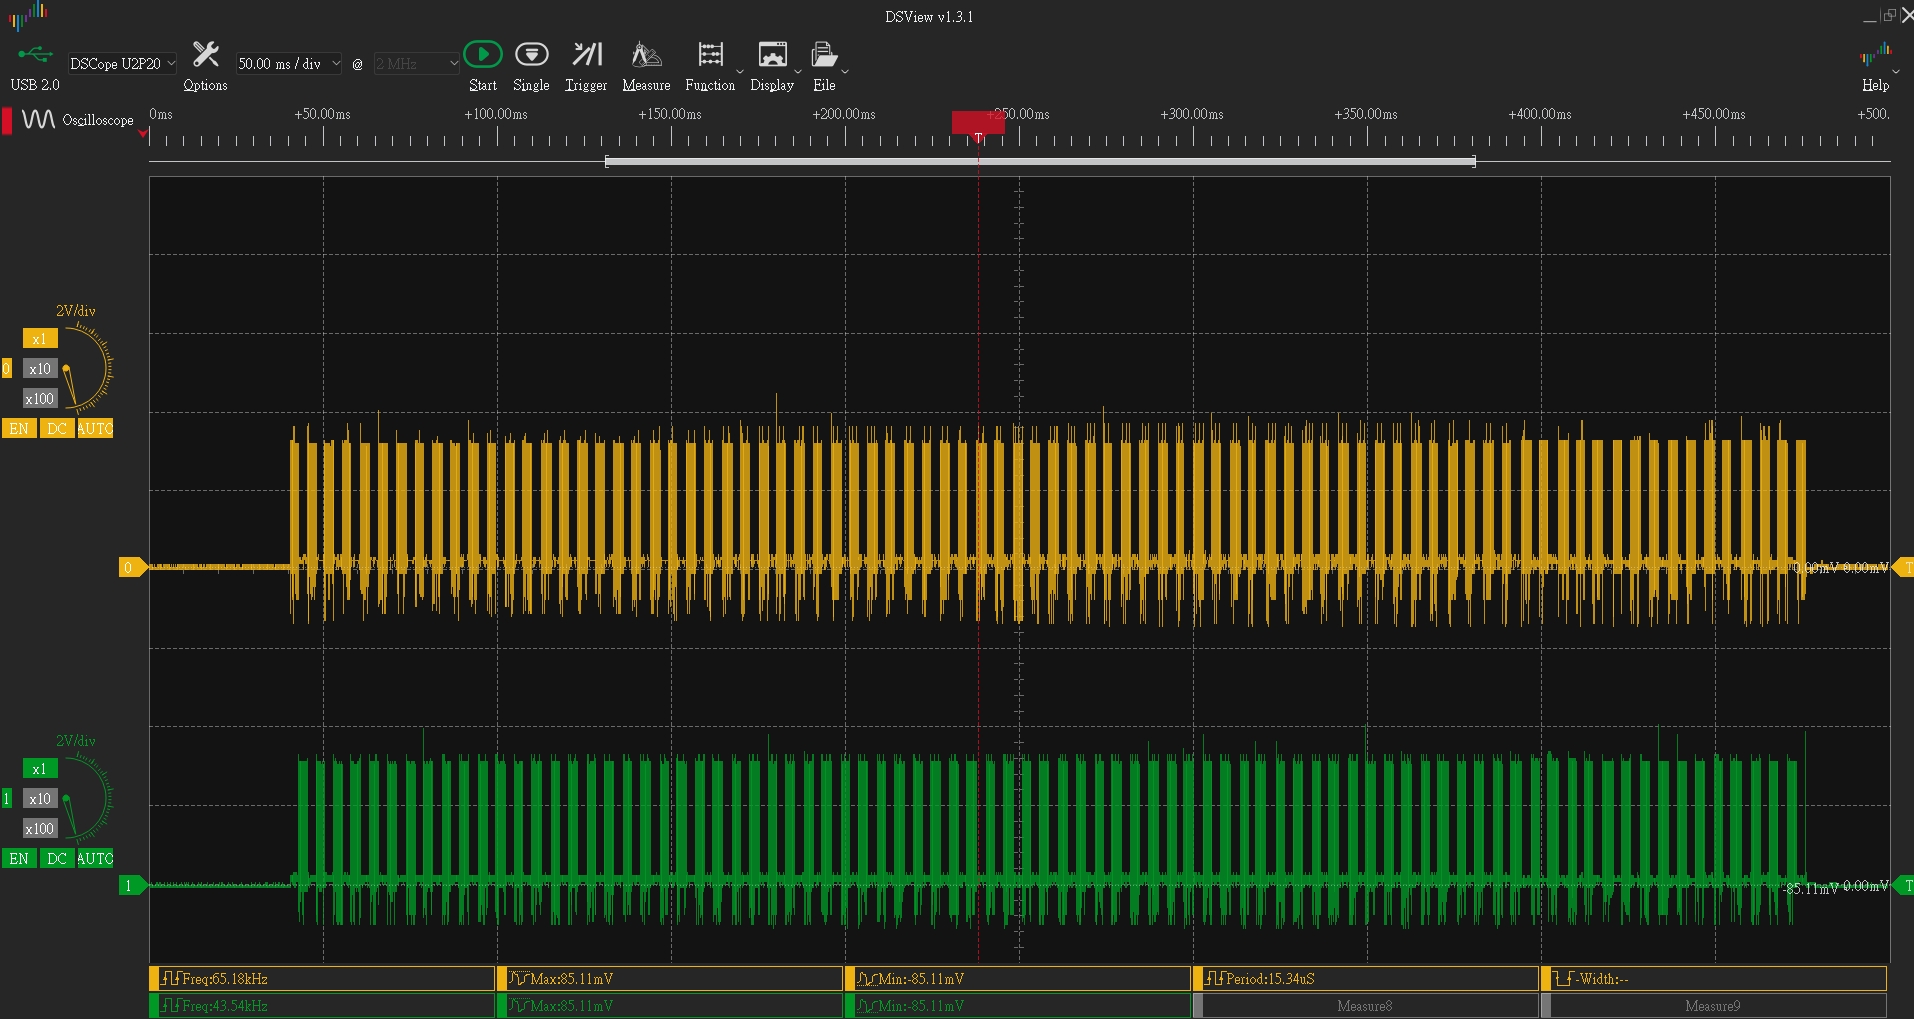 DSView v1.3.1
USB 2.0
DSCope U2P20
Options
50.00 ms / div
@
2 MHz
Start
Single
Trigger
Measure
Function
Display
File
Help
Oscilloscope
0ms
+50.00ms
+100.00ms
+150.00ms
+200.00ms
+250.00ms
+300.00ms
+350.00ms
+400.00ms
+450.00ms
+500.
T
2V/div
x1
0
x10
x100
EN
DC
AUTO
0
0.00mV 0.00mV
T
2V/div
x1
1
x10
x100
EN
DC
AUTO
1
-85.11mV 0.00mV
T
Freq:65.18kHz
Max:85.11mV
Min:-85.11mV
Period:15.34uS
-Width:--
Freq:43.54kHz
Max:85.11mV
Min:-85.11mV
Measure8
Measure9